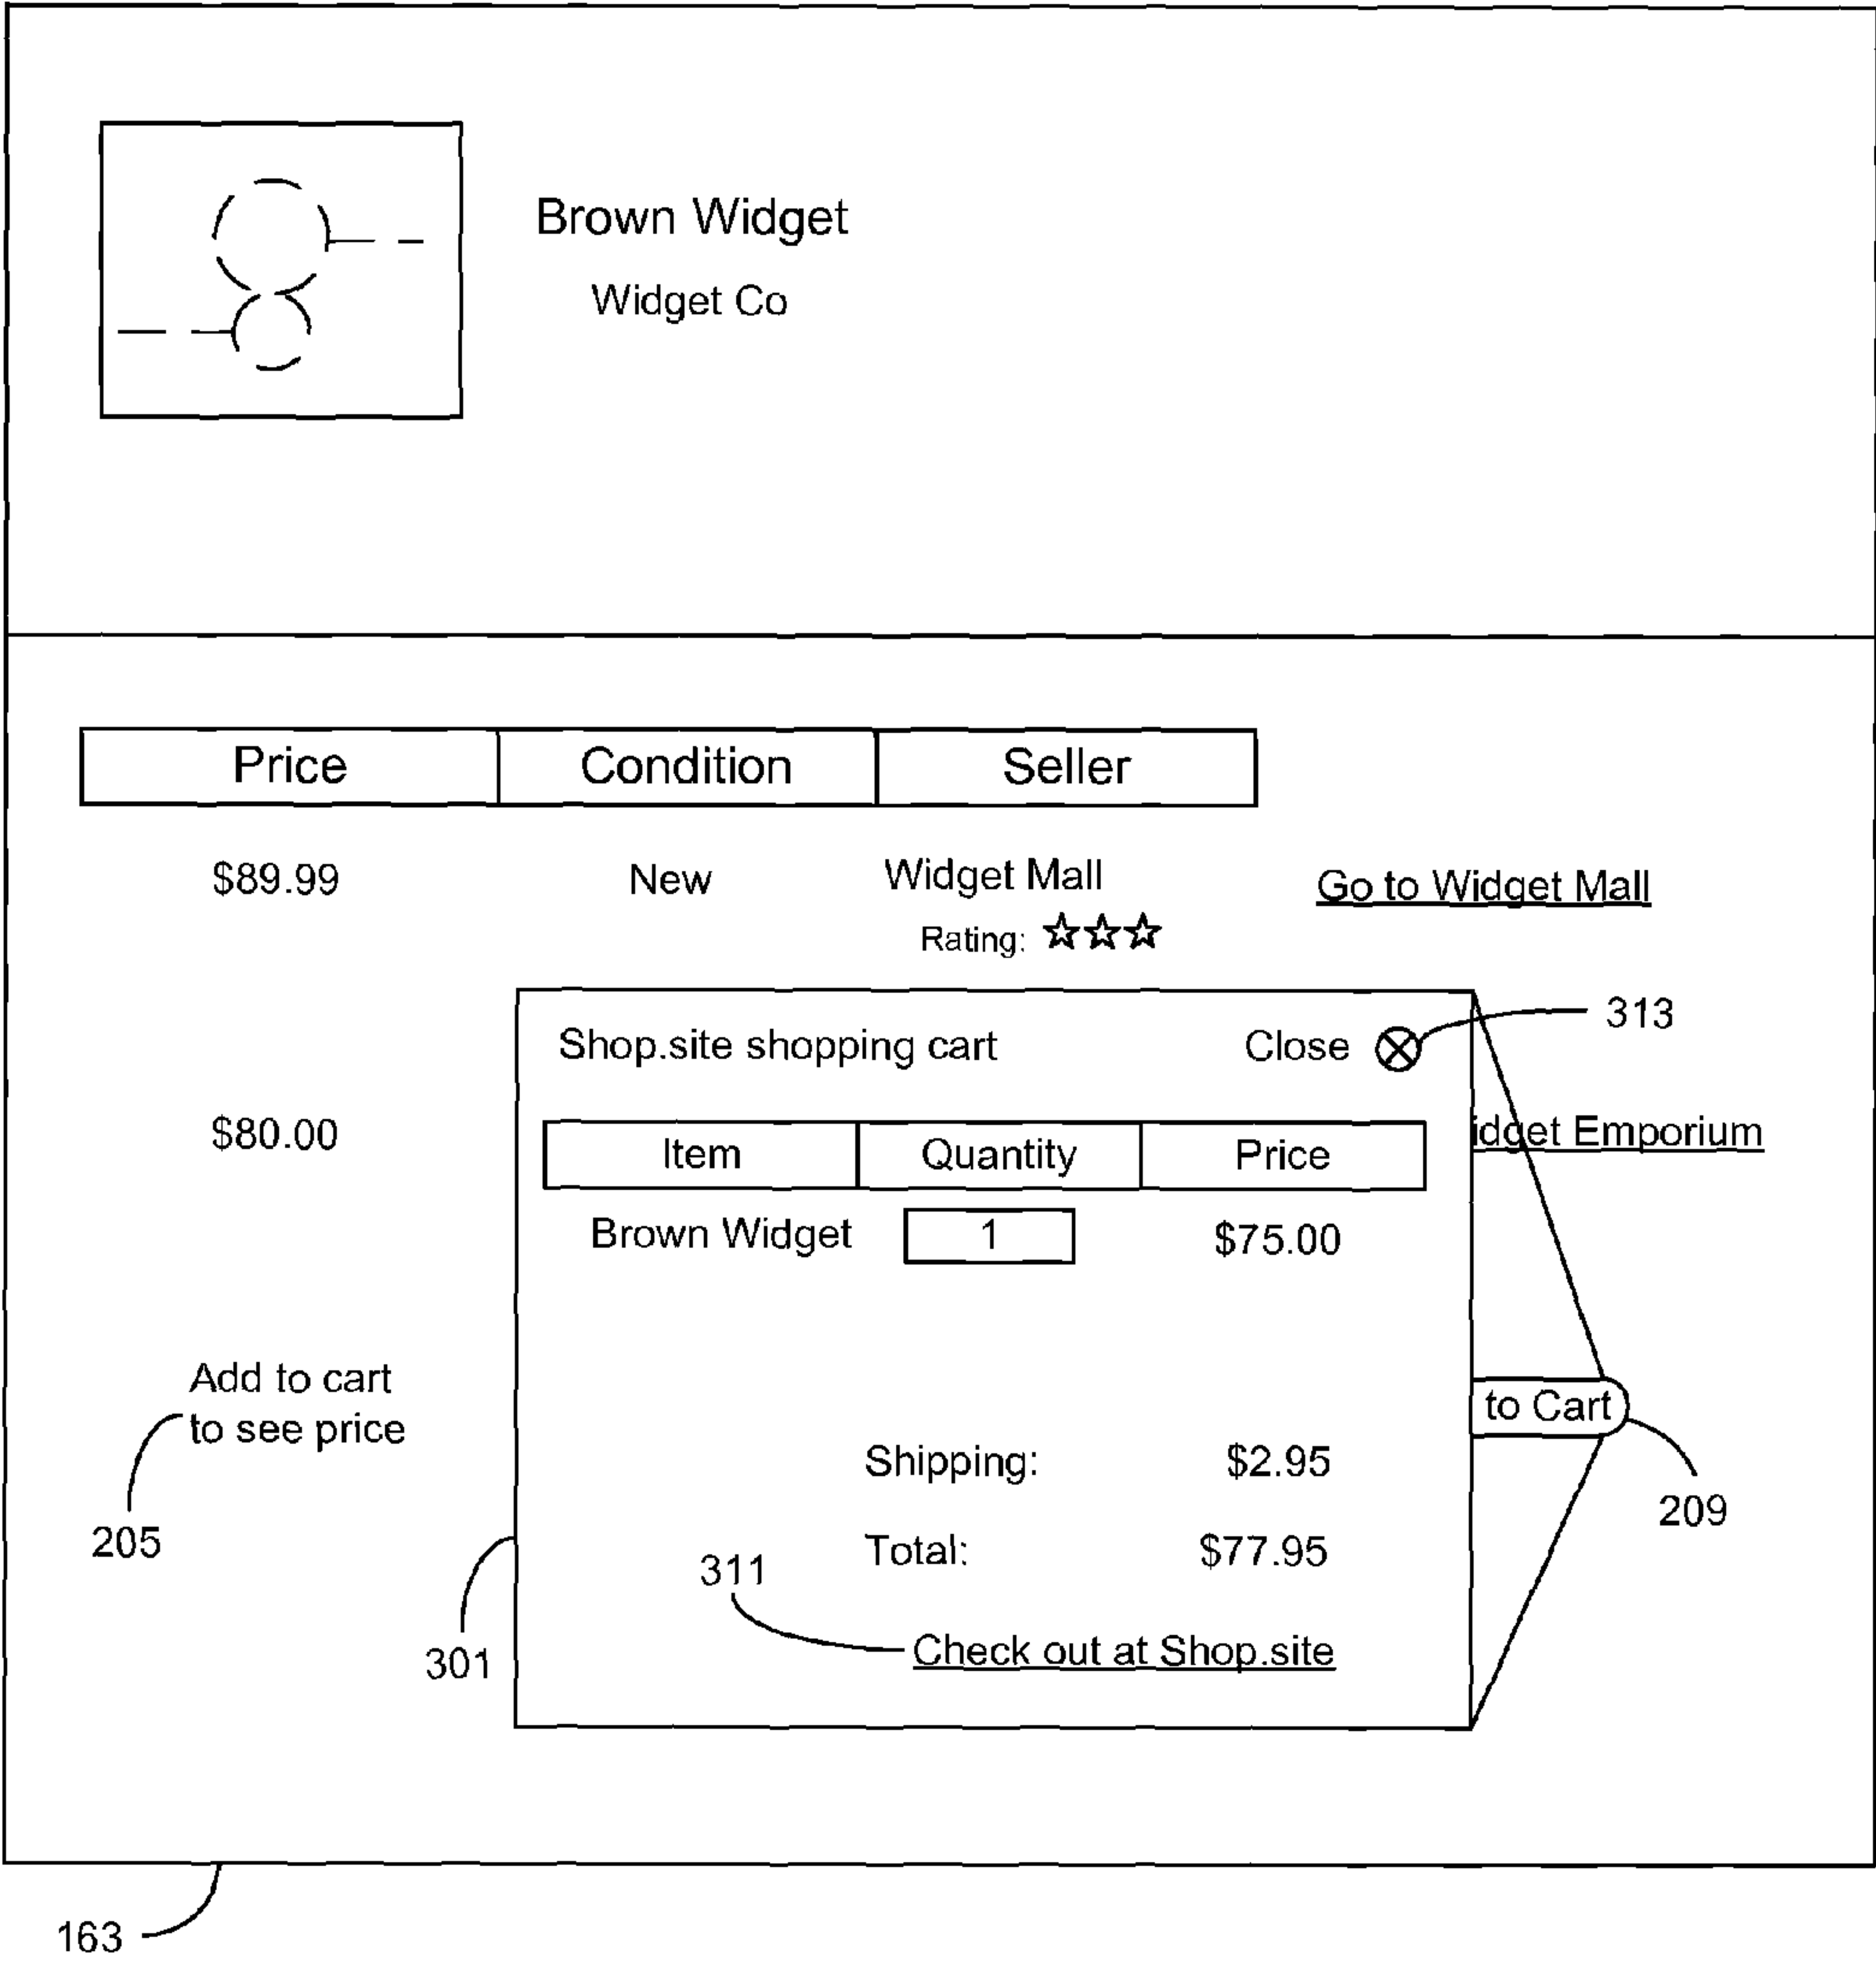 Brown Widget
Widget Co
Price Condition Seller
$89.99 New Widget Mall Go to Widget Mall
Rating:
313
Shop.site shopping cart Close
$80.00 idget Emporium
Item Quantity Price
Brown Widget 1 $75.00
Add to cart
to see price
to Cart
Shipping: $2.95
209
205
Total: $77.95
311
Check out at Shop.site
301
163